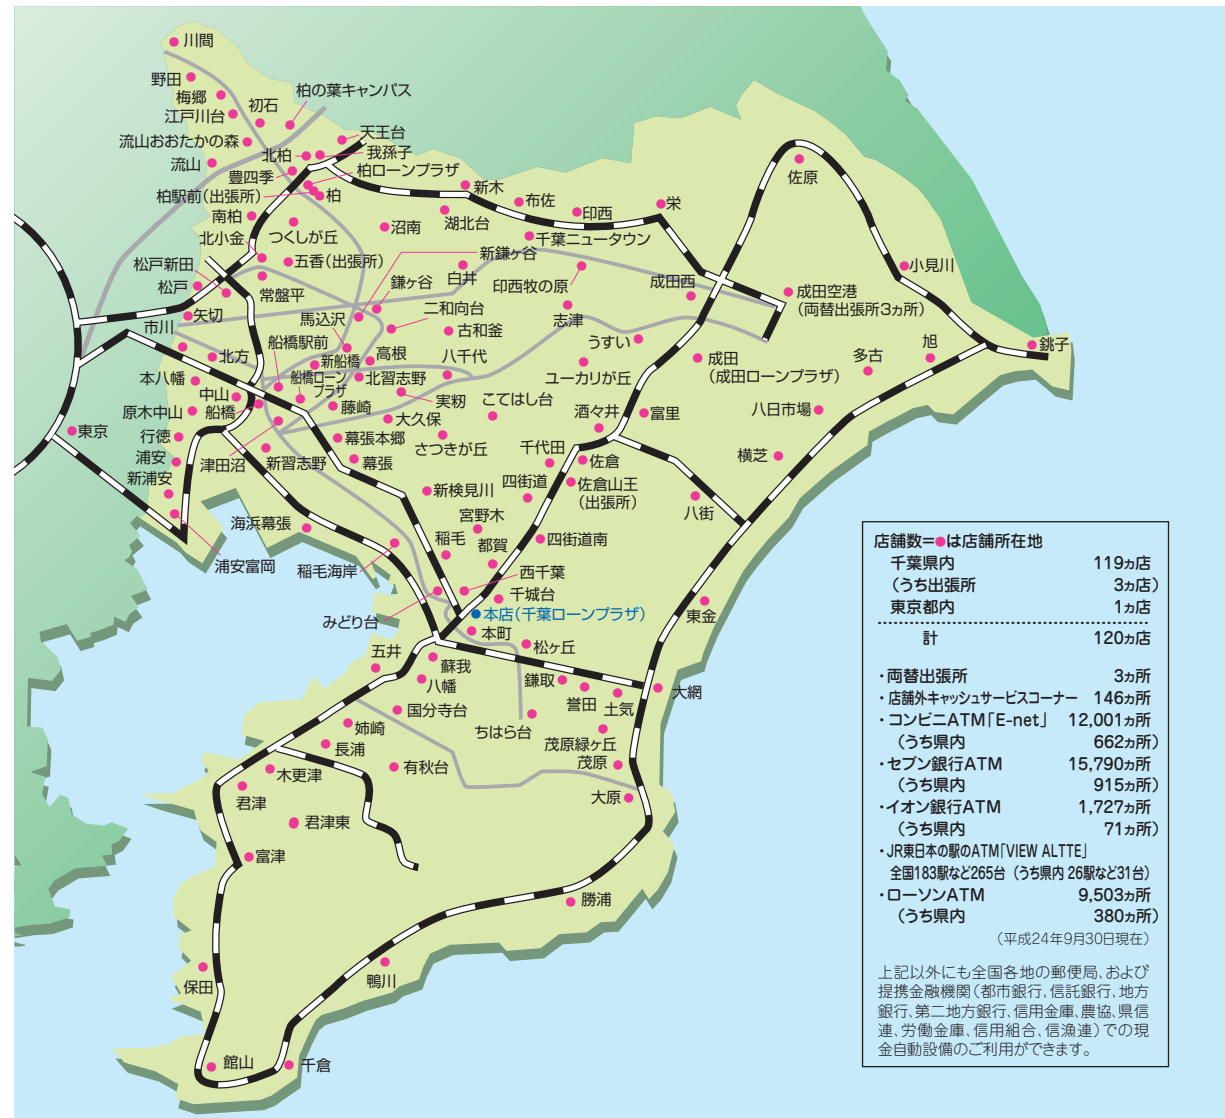 川間
野田
梅郷
江戸川台
初石
柏の葉キャンパス
流山おおたかの森
流山
北柏
天王台
我孫子
豊四季
柏ローンプラザ
柏駅前(出張所)
柏
南柏
つくしが丘
北小金
五香(出張所)
松戸新田
松戸
常盤平
矢切
市川
北方
本八幡
中山
原木中山
船橋
行徳
浦安
新浦安
浦安富岡
東京
津田沼
新習志野
海浜幕張
沼南
湖北台
新木
布佐
印西
栄
千葉ニュータウン
新鎌ヶ谷
鎌ヶ谷
白井
印西牧の原
成田西
二和向台
馬込沢
古和釜
志津
うすい
船橋駅前
新船橋
高根
八千代
船橋ローン
プラザ
北習志野
実籾
ユーカリが丘
藤崎
大久保
こてはし台
酒々井
富里
幕張本郷
さつきが丘
幕張
千代田
佐倉
新検見川
四街道
佐倉山王
(出張所)
八街
宮野木
四街道南
稲毛
都賀
稲毛海岸
西千葉
千城台
みどり台
本店(千葉ローンプラザ)
本町
松ヶ丘
佐原
小見川
成田空港
(両替出張所3ヵ所)
成田
(成田ローンプラザ)
多古
旭
銚子
八日市場
横芝
東金
五井
蘇我
八幡
鎌取
誉田
土気
大網
国分寺台
ちはら台
茂原緑ヶ丘
茂原
姉崎
長浦
有秋台
木更津
君津
君津東
大原
富津
勝浦
鴨川
保田
館山
千倉
店舗数=●は店舗所在地
千葉県内 119ヵ店
(うち出張所 3ヵ店)
東京都内 1ヵ店
計 120ヵ店
・両替出張所 3ヵ所
・店舗外キャッシュサービスコーナー 146ヵ所
・コンビニATM「E-net」 12,001ヵ所
(うち県内 662ヵ所)
・セブン銀行ATM 15,790ヵ所
(うち県内 915ヵ所)
・イオン銀行ATM 1,727ヵ所
(うち県内 71ヵ所)
・JR東日本の駅のATM「VIEW ALTTE」
全国183駅など265台(うち県内 26駅など31台)
・ローソンATM 9,503ヵ所
(うち県内 380ヵ所)
(平成24年9月30日現在)
上記以外にも全国各地の郵便局、および
提携金融機関(都市銀行、信託銀行、地方
銀行、第二地方銀行、信用金庫、農協、県信
連、労働金庫、信用組合、信漁連)での現
金自動設備のご利用ができます。